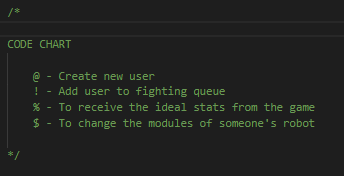 /*
CODE CHART
@ - Create new user
! - Add user to fighting queue
% - To receive the ideal stats from the game
$ - To change the modules of someone's robot
*/